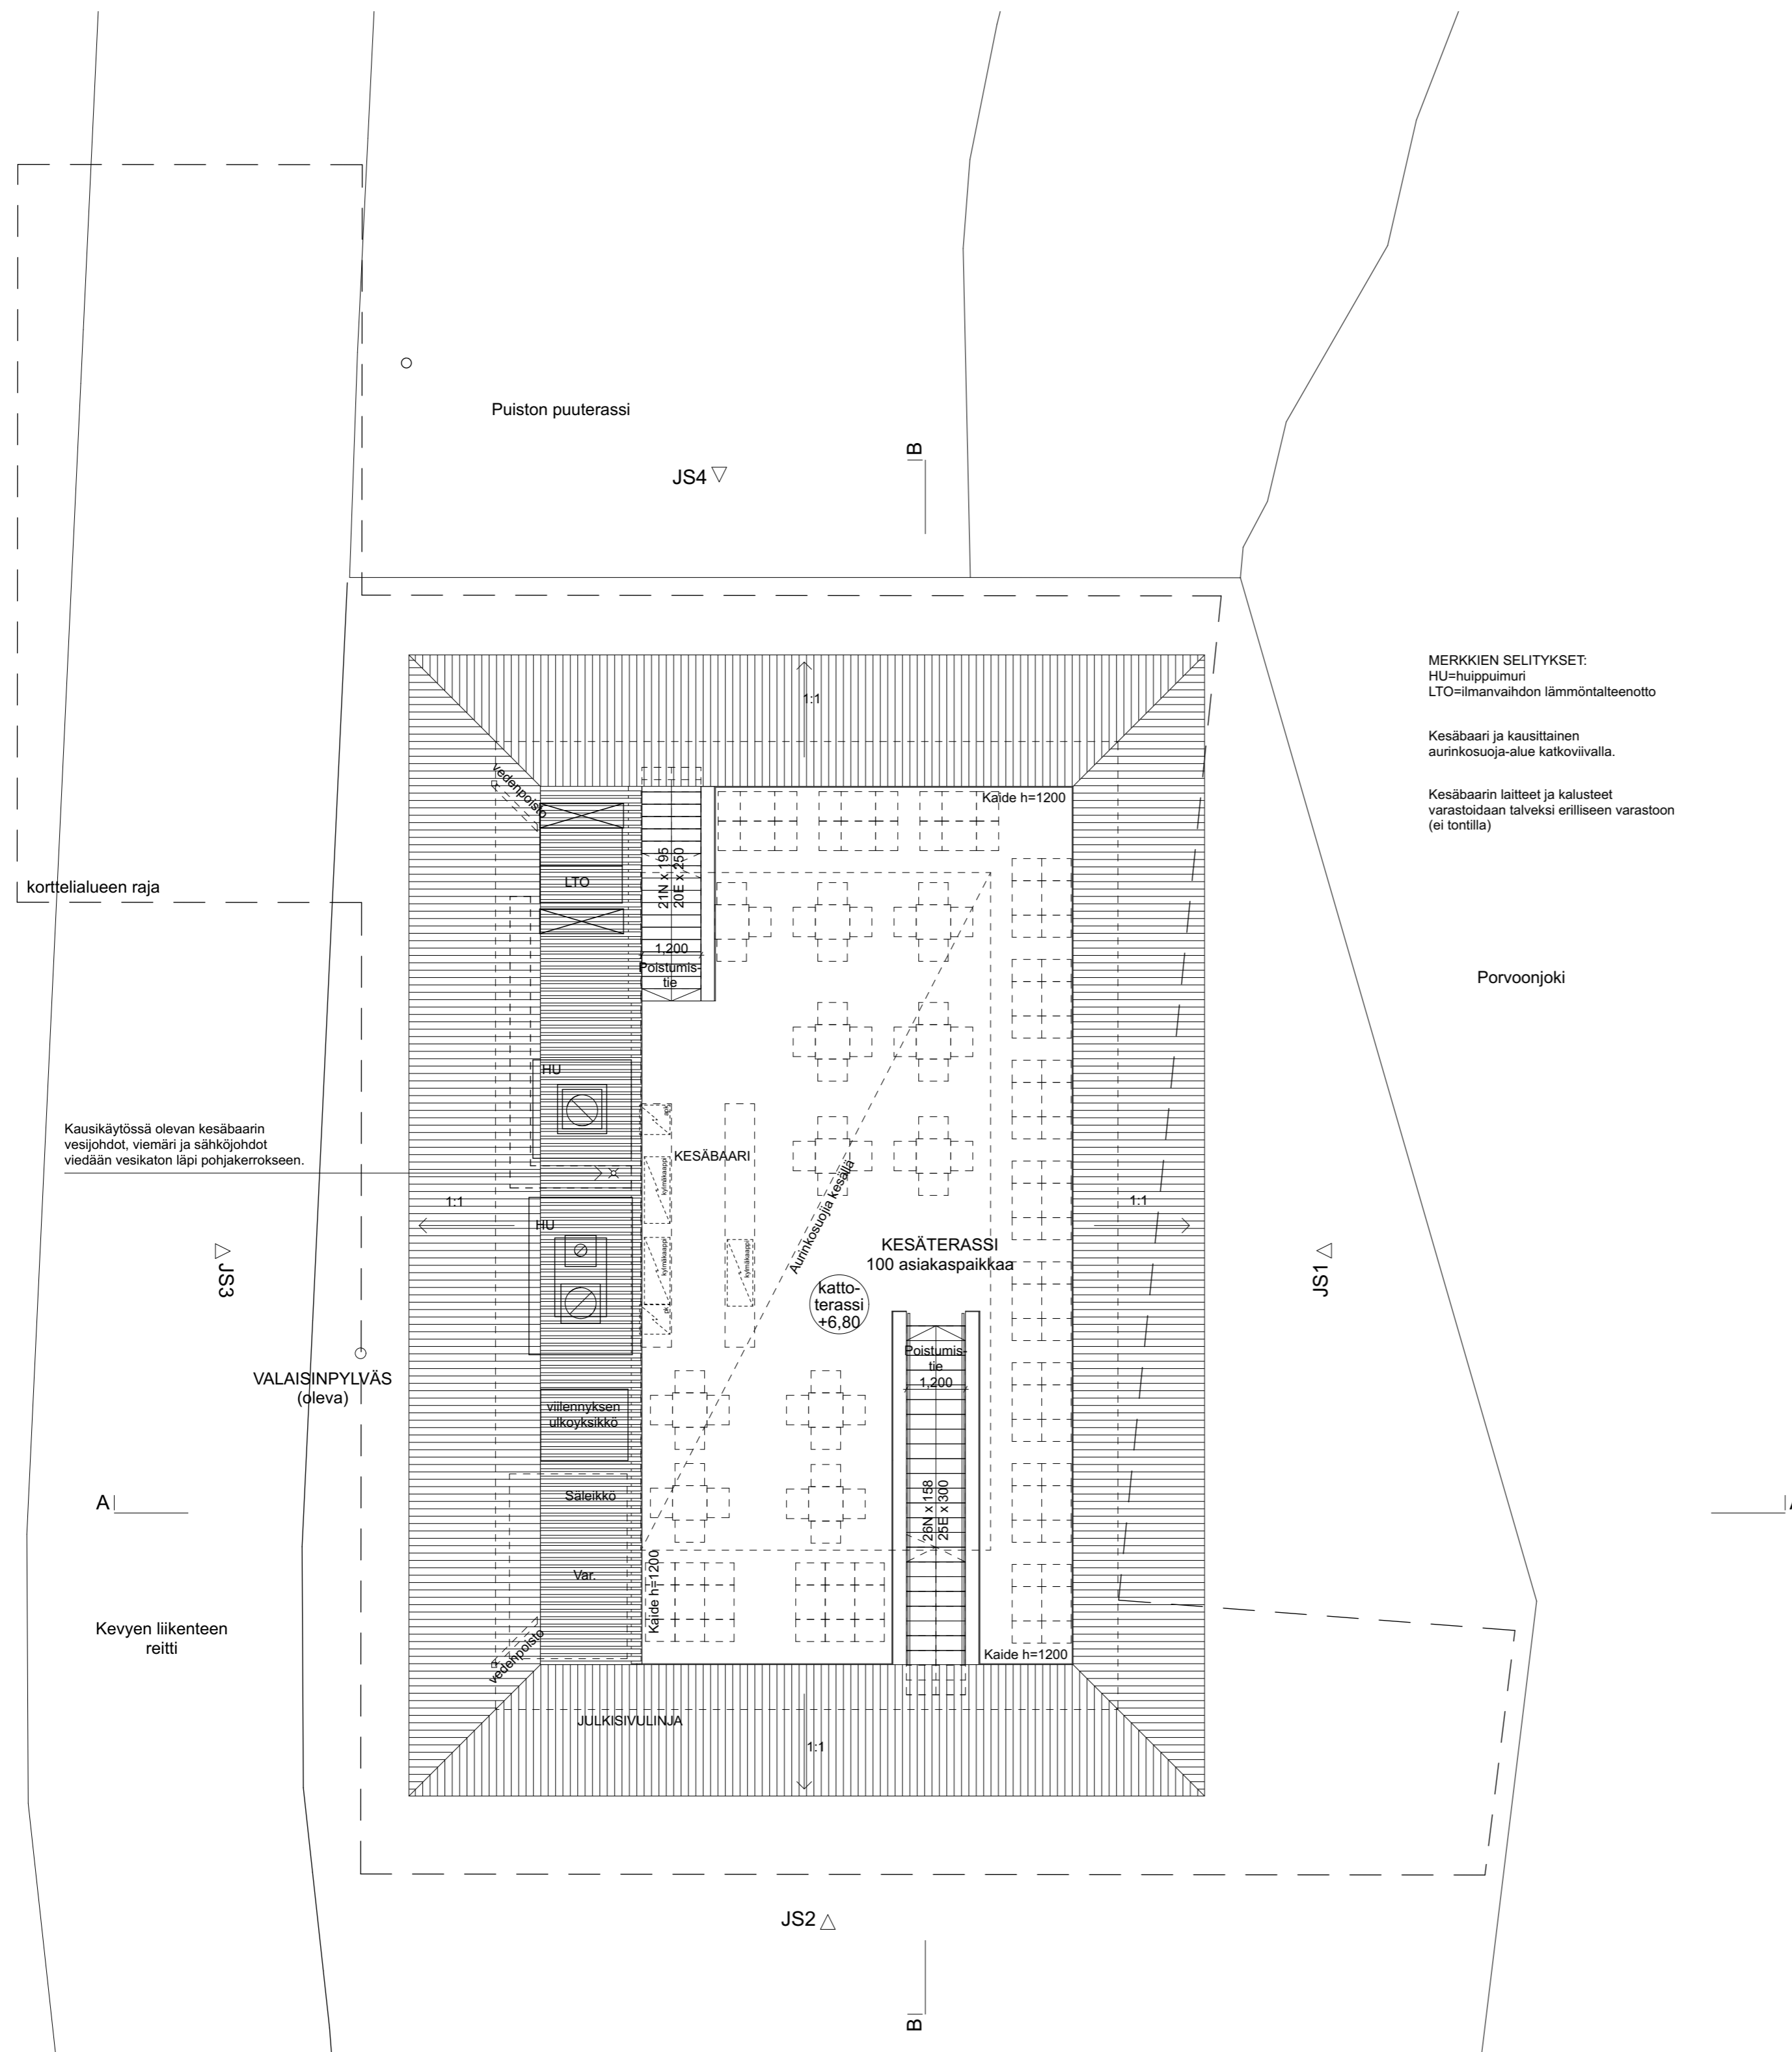 Puiston puuterassi
JS4
B
MERKKIEN SELITYKSET:
HU=huippuimuri
LTO=ilmanvaihdon lämmöntalteenotto
Kesäbaari ja kausittainen
aurinkosuoja-alue katkoviivalla.
Kesäbaarin laitteet ja kalusteet
varastoidaan talveksi erilliseen varastoon
(ei tontilla)
1:1
vedenpoisto
Kaide h=1200
korttelialueen raja
LTO
21N x 195
20E x 250
1,200
Poistumis-
tie
Porvoonjoki
HU
Kausikäytössä olevan kesäbaarin
vesijohdot, viemäri ja sähköjohdot
viedään vesikaton läpi pohjakerrokseen.
KESÄBAARI
kylmäkaappi
Aurinkosuojia kesällä
1:1
1:1
HU
kylmäkaappi
kylmäkaappi
KESÄTERASSI
100 asiakaspaikkaa
JS3
JS1
katto-
terassi
+6,80
VALAISINPYLVÄS
(oleva)
Poistumis-
tie
1,200
viilennyksen
ulkoyksikkö
Säleikkö
A
26N x 158
25E x 300
Var.
Kaide h=1200
Kevyen liikenteen
reitti
vedenpoisto
Kaide h=1200
JULKISIVULINJA
1:1
JS2
B